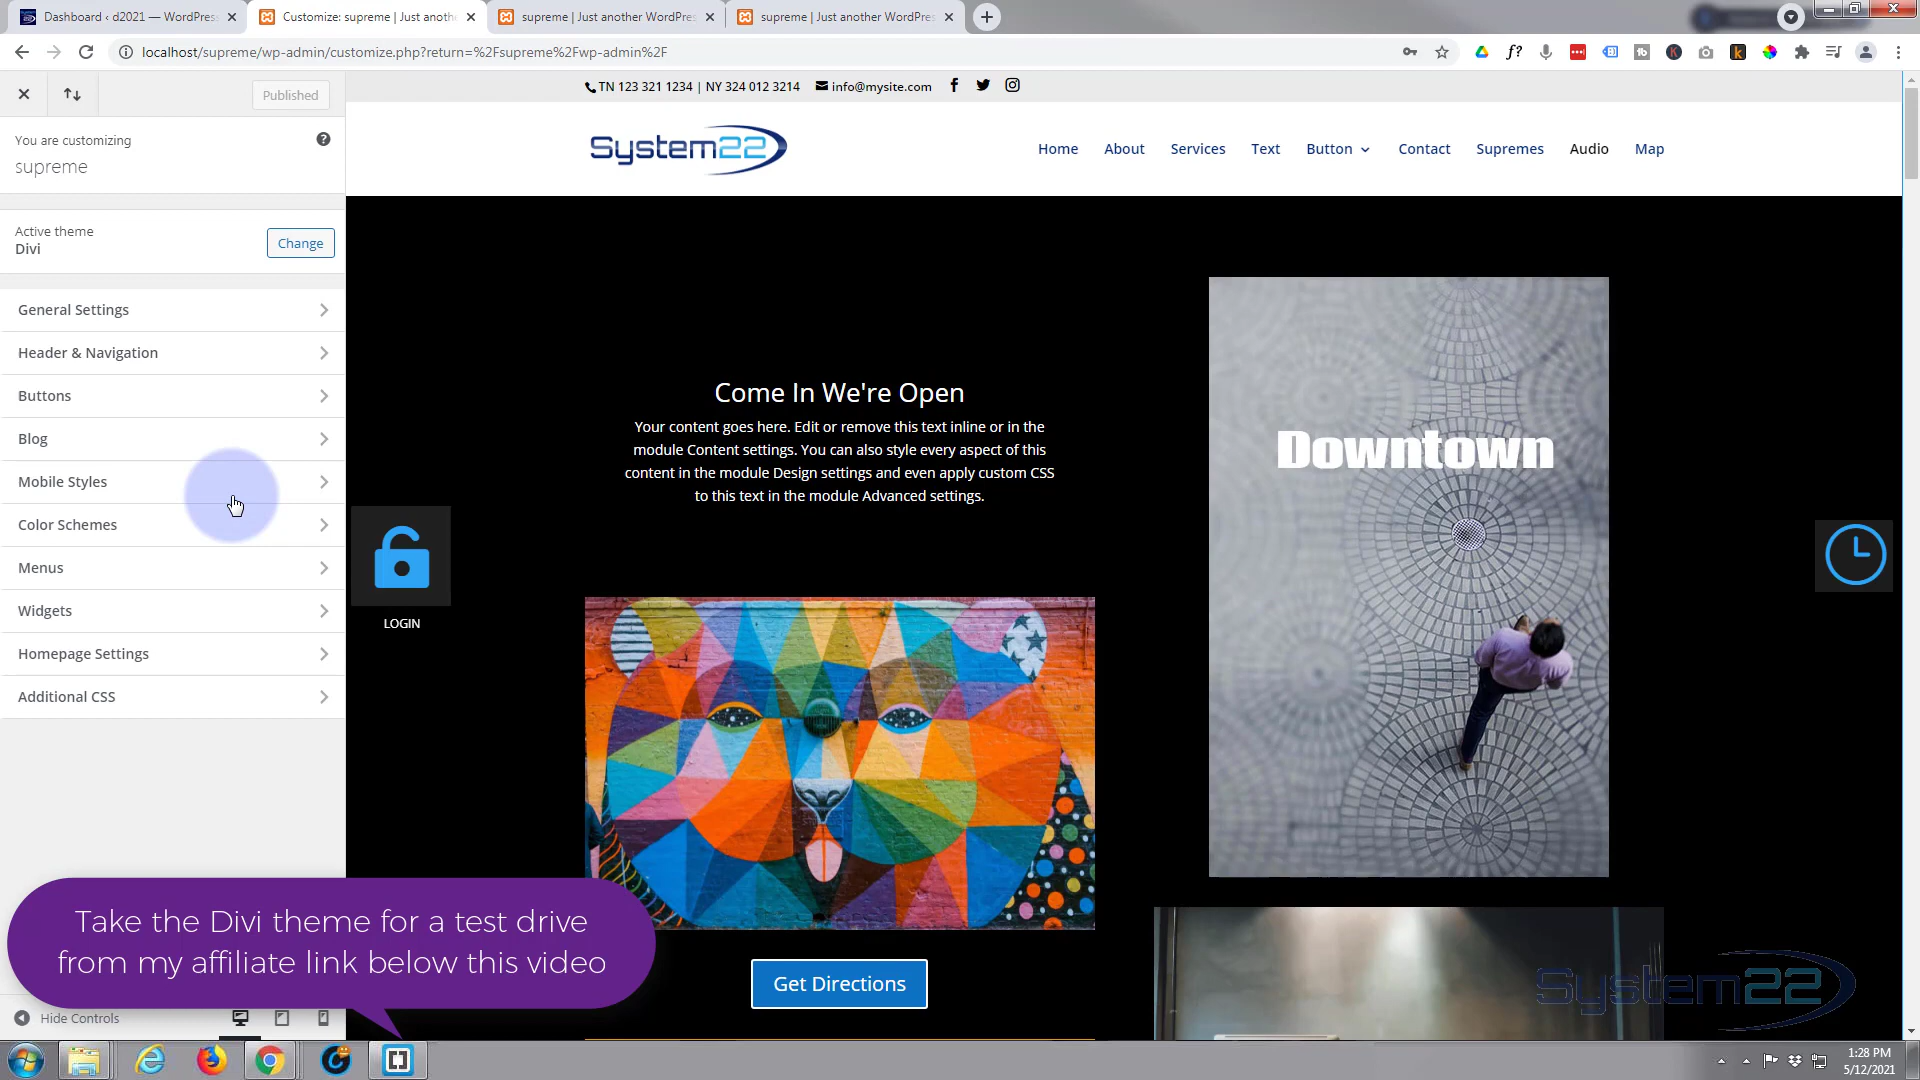 Dashboard ‹ d2021 — WordPress
Customize: supreme | Just anoth
supreme | Just another WordPres
supreme | Just another WordPres
localhost/supreme/wp-admin/customize.php?return=%2Fsupreme%2Fwp-admin%2F
Published
You are customizing
supreme
Active theme
Divi
Change
General Settings
Header & Navigation
Buttons
Blog
Mobile Styles
Color Schemes
Menus
Widgets
Homepage Settings
Additional CSS
Hide Controls
TN 123 321 1234 | NY 324 012 3214
info@mysite.com
System22
Home
About
Services
Text
Button
Contact
Supremes
Audio
Map
Come In We're Open
Your content goes here. Edit or remove this text inline or in the
module Content settings. You can also style every aspect of this
content in the module Design settings and even apply custom CSS
to this text in the module Advanced settings.
Downtown
LOGIN
Get Directions
Take the Divi theme for a test drive
from my affiliate link below this video
System22
1:28 PM
5/12/2021